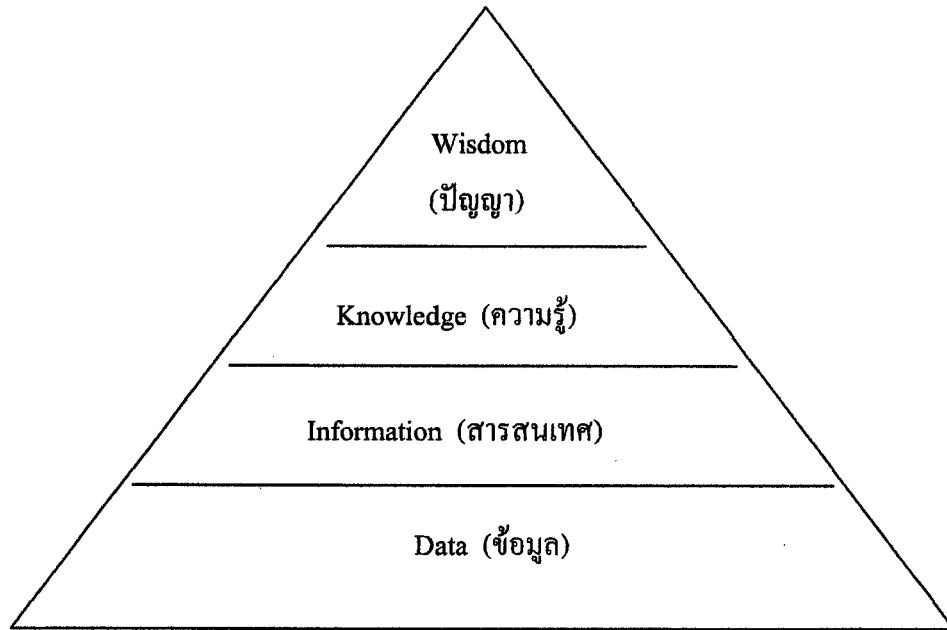 Wisdom
(ปัญญา)
Knowledge (ความรู้)
Information (สารสนเทศ)
Data (ข้อมูล)